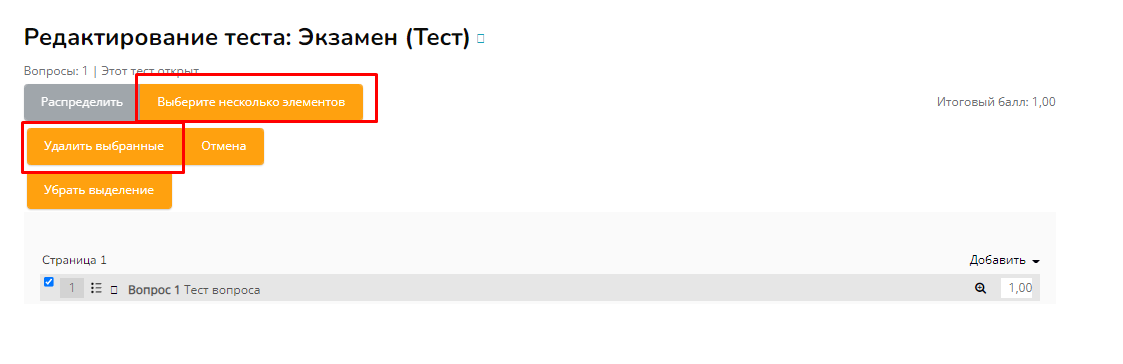 Редактирование теста: Экзамен (Тест)
Вопросы: 1 | Этот тест открыт
Распределить Выберите несколько элементов Итоговый балл: 1,00
Удалить выбранные Отмена
Убрать выделение
Страница 1 Добавить
1 Вопрос 1 Тест вопроса 1,00